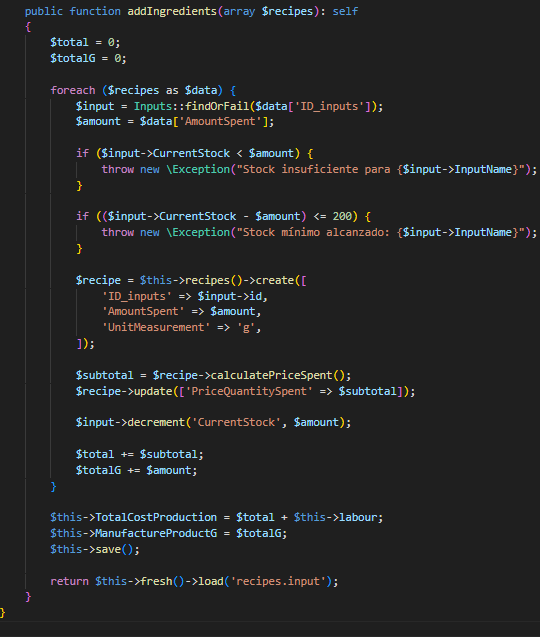 public function addIngredients(array $recipes): self
{
    $total = 0;
    $totalG = 0;

    foreach ($recipes as $data) {
        $input = Inputs::findOrFail($data['ID_inputs']);
        $amount = $data['AmountSpent'];

        if ($input->CurrentStock < $amount) {
            throw new \Exception("Stock insuficiente para {$input->InputName}");
        }

        if (($input->CurrentStock - $amount) <= 200) {
            throw new \Exception("Stock mínimo alcanzado: {$input->InputName}");
        }

        $recipe = $this->recipes()->create([
            'ID_inputs' => $input->id,
            'AmountSpent' => $amount,
            'UnitMeasurement' => 'g',
        ]);

        $subtotal = $recipe->calculatePriceSpent();
        $recipe->update(['PriceQuantitySpent' => $subtotal]);

        $input->decrement('CurrentStock', $amount);

        $total += $subtotal;
        $totalG += $amount;
    }

    $this->TotalCostProduction = $total + $this->labour;
    $this->ManufactureProductG = $totalG;
    $this->save();

    return $this->fresh()->load('recipes.input');
}
}